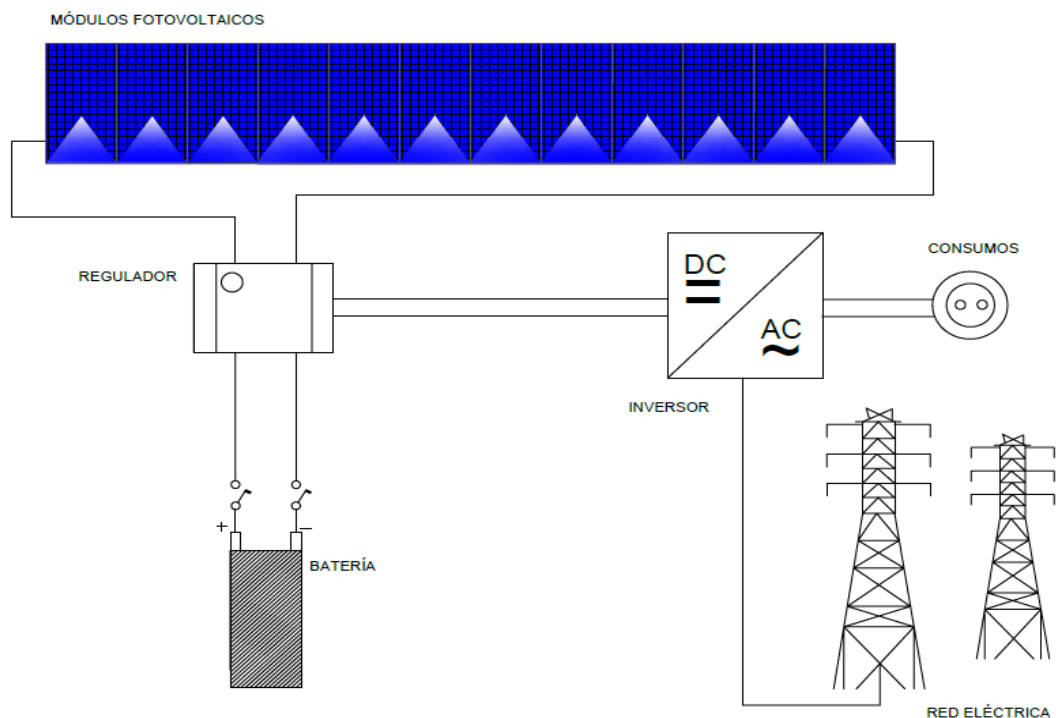 MÓDULOS FOTOVOLTAICOS
REGULADOR
DC
AC
CONSUMOS
INVERSOR
+
–
BATERÍA
RED ELÉCTRICA